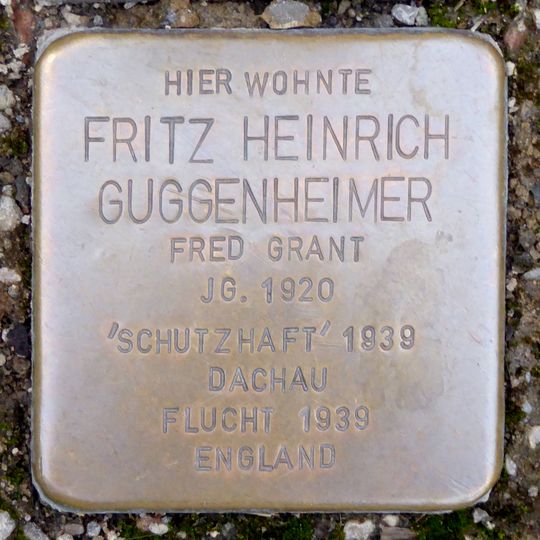 HIER WOHNTE
FRITZ HEINRICH
GUGGENHEIMER
FRED GRANT
JG. 1920
'SCHUTZHAFT' 1939
DACHAU
FLUCHT 1939
ENGLAND